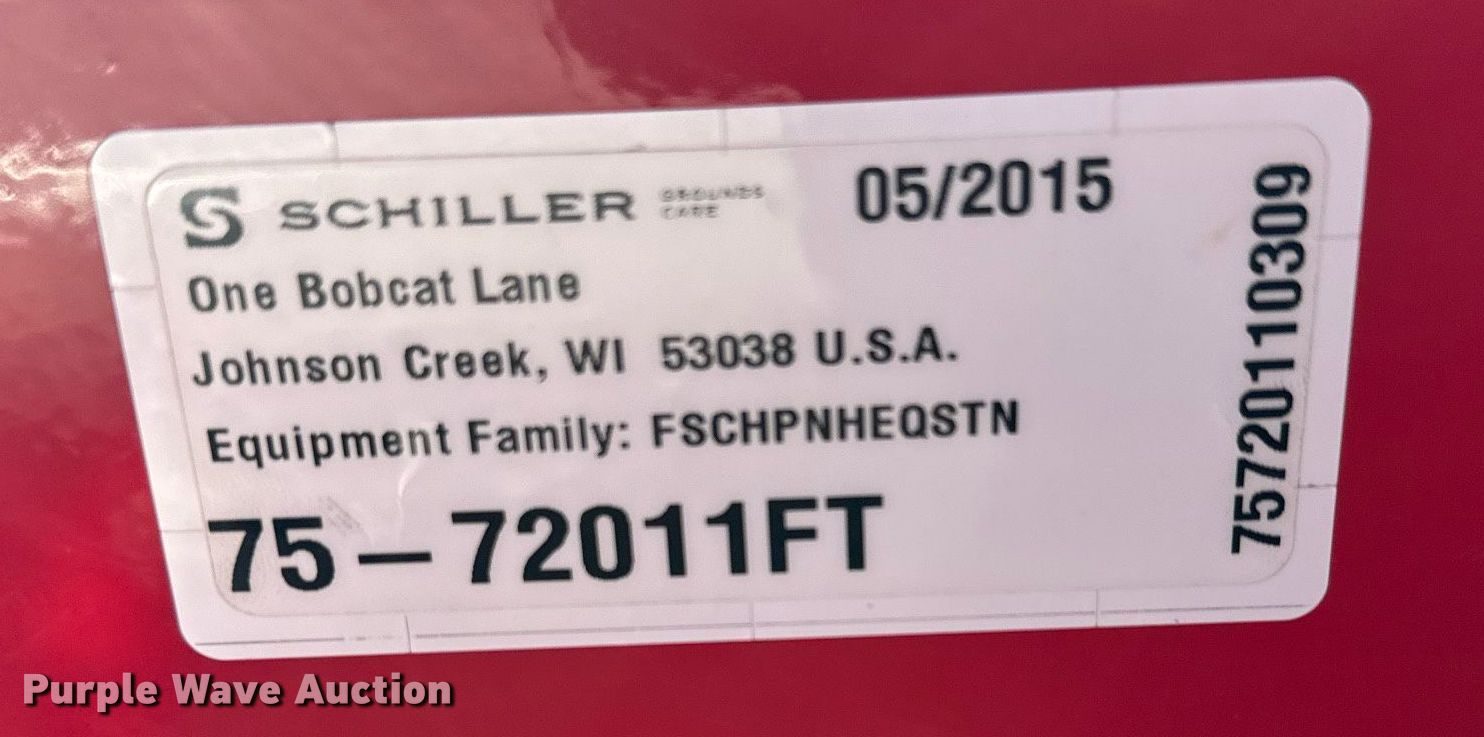 SCHILLER GROUNDS CARE 05/2015
One Bobcat Lane
Johnson Creek, WI 53038 U.S.A.
Equipment Family: FSCHPNHEQSTN
75-72011FT
757201110309
Purple Wave Auction